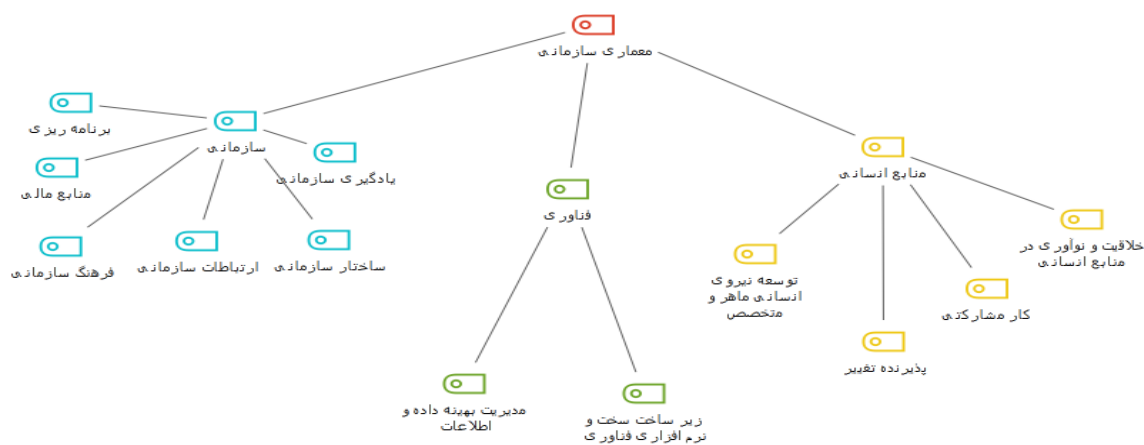 معماری سازمانی
برنامه ریزی
سازمانی
منابع مالی
یادگیری سازمانی
فرهنگ سازمانی
ارتباطات سازمانی
ساختار سازمانی
فناوری
مدیریت بهینه داده و
اطلاعات
زیر ساخت سخت و
نرم افزاری فناوری
منابع انسانی
توسعه نیروی
انسانی ماهر و
متخصص
پذیرنده تغییر
کار مشارکتی
خلاقیت و نوآوری در
منابع انسانی